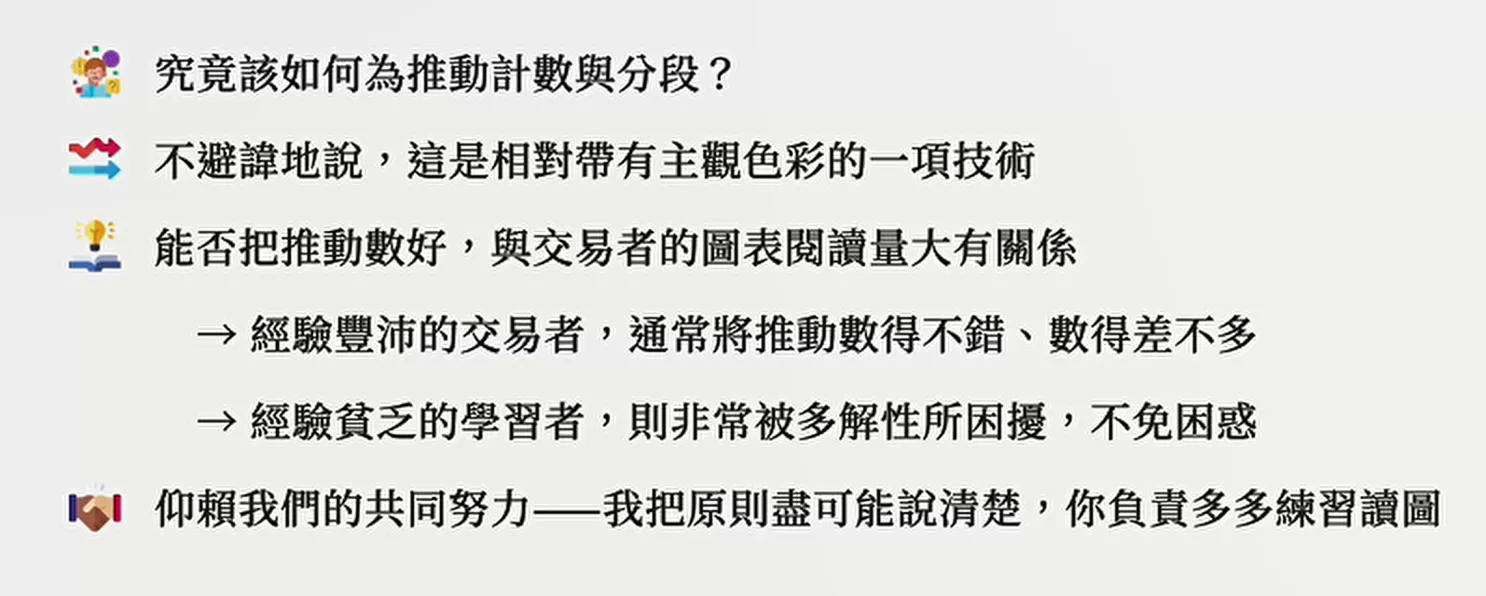 究竟該如何為推動計數與分段？
不避諱地說，這是相對帶有主觀色彩的一項技術
能否把推動數好，與交易者的圖表閱讀量大有關係
→ 經驗豐沛的交易者，通常將推動數得不錯、數得差不多
→ 經驗貧乏的學習者，則非常被多解性所困擾，不免困惑
仰賴我們的共同努力——我把原則盡可能說清楚，你負責多多練習讀圖